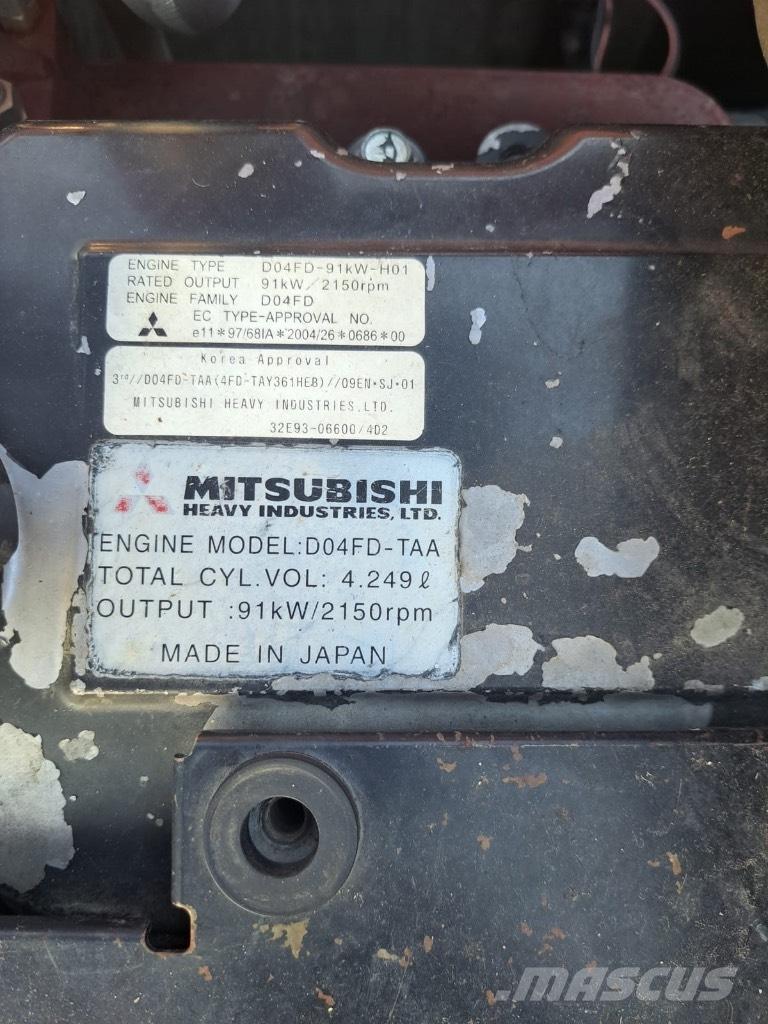 ENGINE TYPE D04FD-91kW-H01
RATED OUTPUT 91kW/2150rpm
ENGINE FAMILY D04FD
EC TYPE-APPROVAL NO.
e11*97/68IA*2004/26*0686*00
Korea Approval
3rd//D04FD-TAA(4FD-TAY361HE8)//09EN·SJ·01
MITSUBISHI HEAVY INDUSTRIES,LTD.
32E93-06600/4D2
MITSUBISHI
HEAVY INDUSTRIES, LTD.
ENGINE MODEL:D04FD-TAA
TOTAL CYL.VOL: 4.249ℓ
OUTPUT :91kW/2150rpm
MADE IN JAPAN
MASCUS